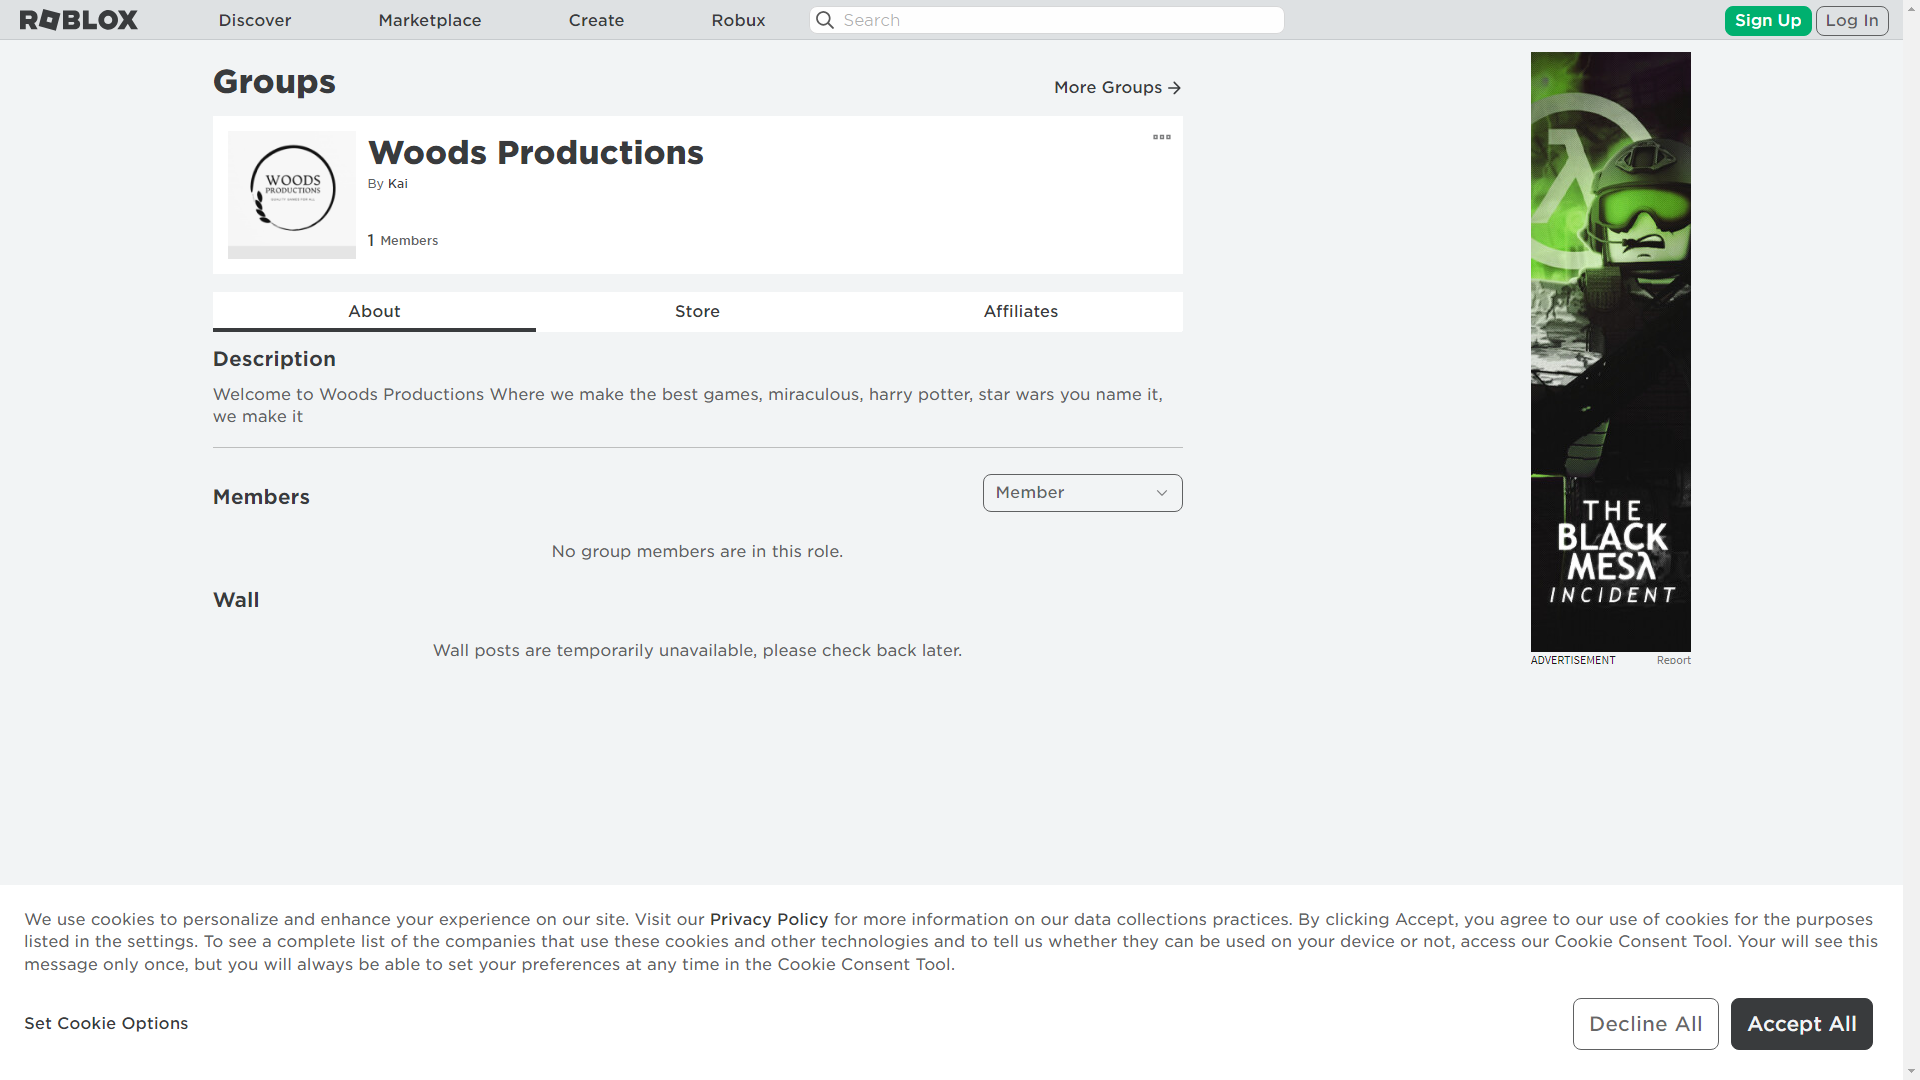 ROBLOX
Discover
Marketplace
Create
Robux
Search
Sign Up
Log In
Groups
More Groups
WOODS
PRODUCTIONS
Woods Productions
By Kai
1 Members
About
Store
Affiliates
Description
Welcome to Woods Productions Where we make the best games, miraculous, harry potter, star wars you name it,
we make it
Members
Member
No group members are in this role.
Wall
Wall posts are temporarily unavailable, please check back later.
THE
BLACK
MESA
INCIDENT
ADVERTISEMENT
Report
We use cookies to personalize and enhance your experience on our site. Visit our Privacy Policy for more information on our data collections practices. By clicking Accept, you agree to our use of cookies for the purposes
listed in the settings. To see a complete list of the companies that use these cookies and other technologies and to tell us whether they can be used on your device or not, access our Cookie Consent Tool. Your will see this
message only once, but you will always be able to set your preferences at any time in the Cookie Consent Tool.
Set Cookie Options
Decline All
Accept All